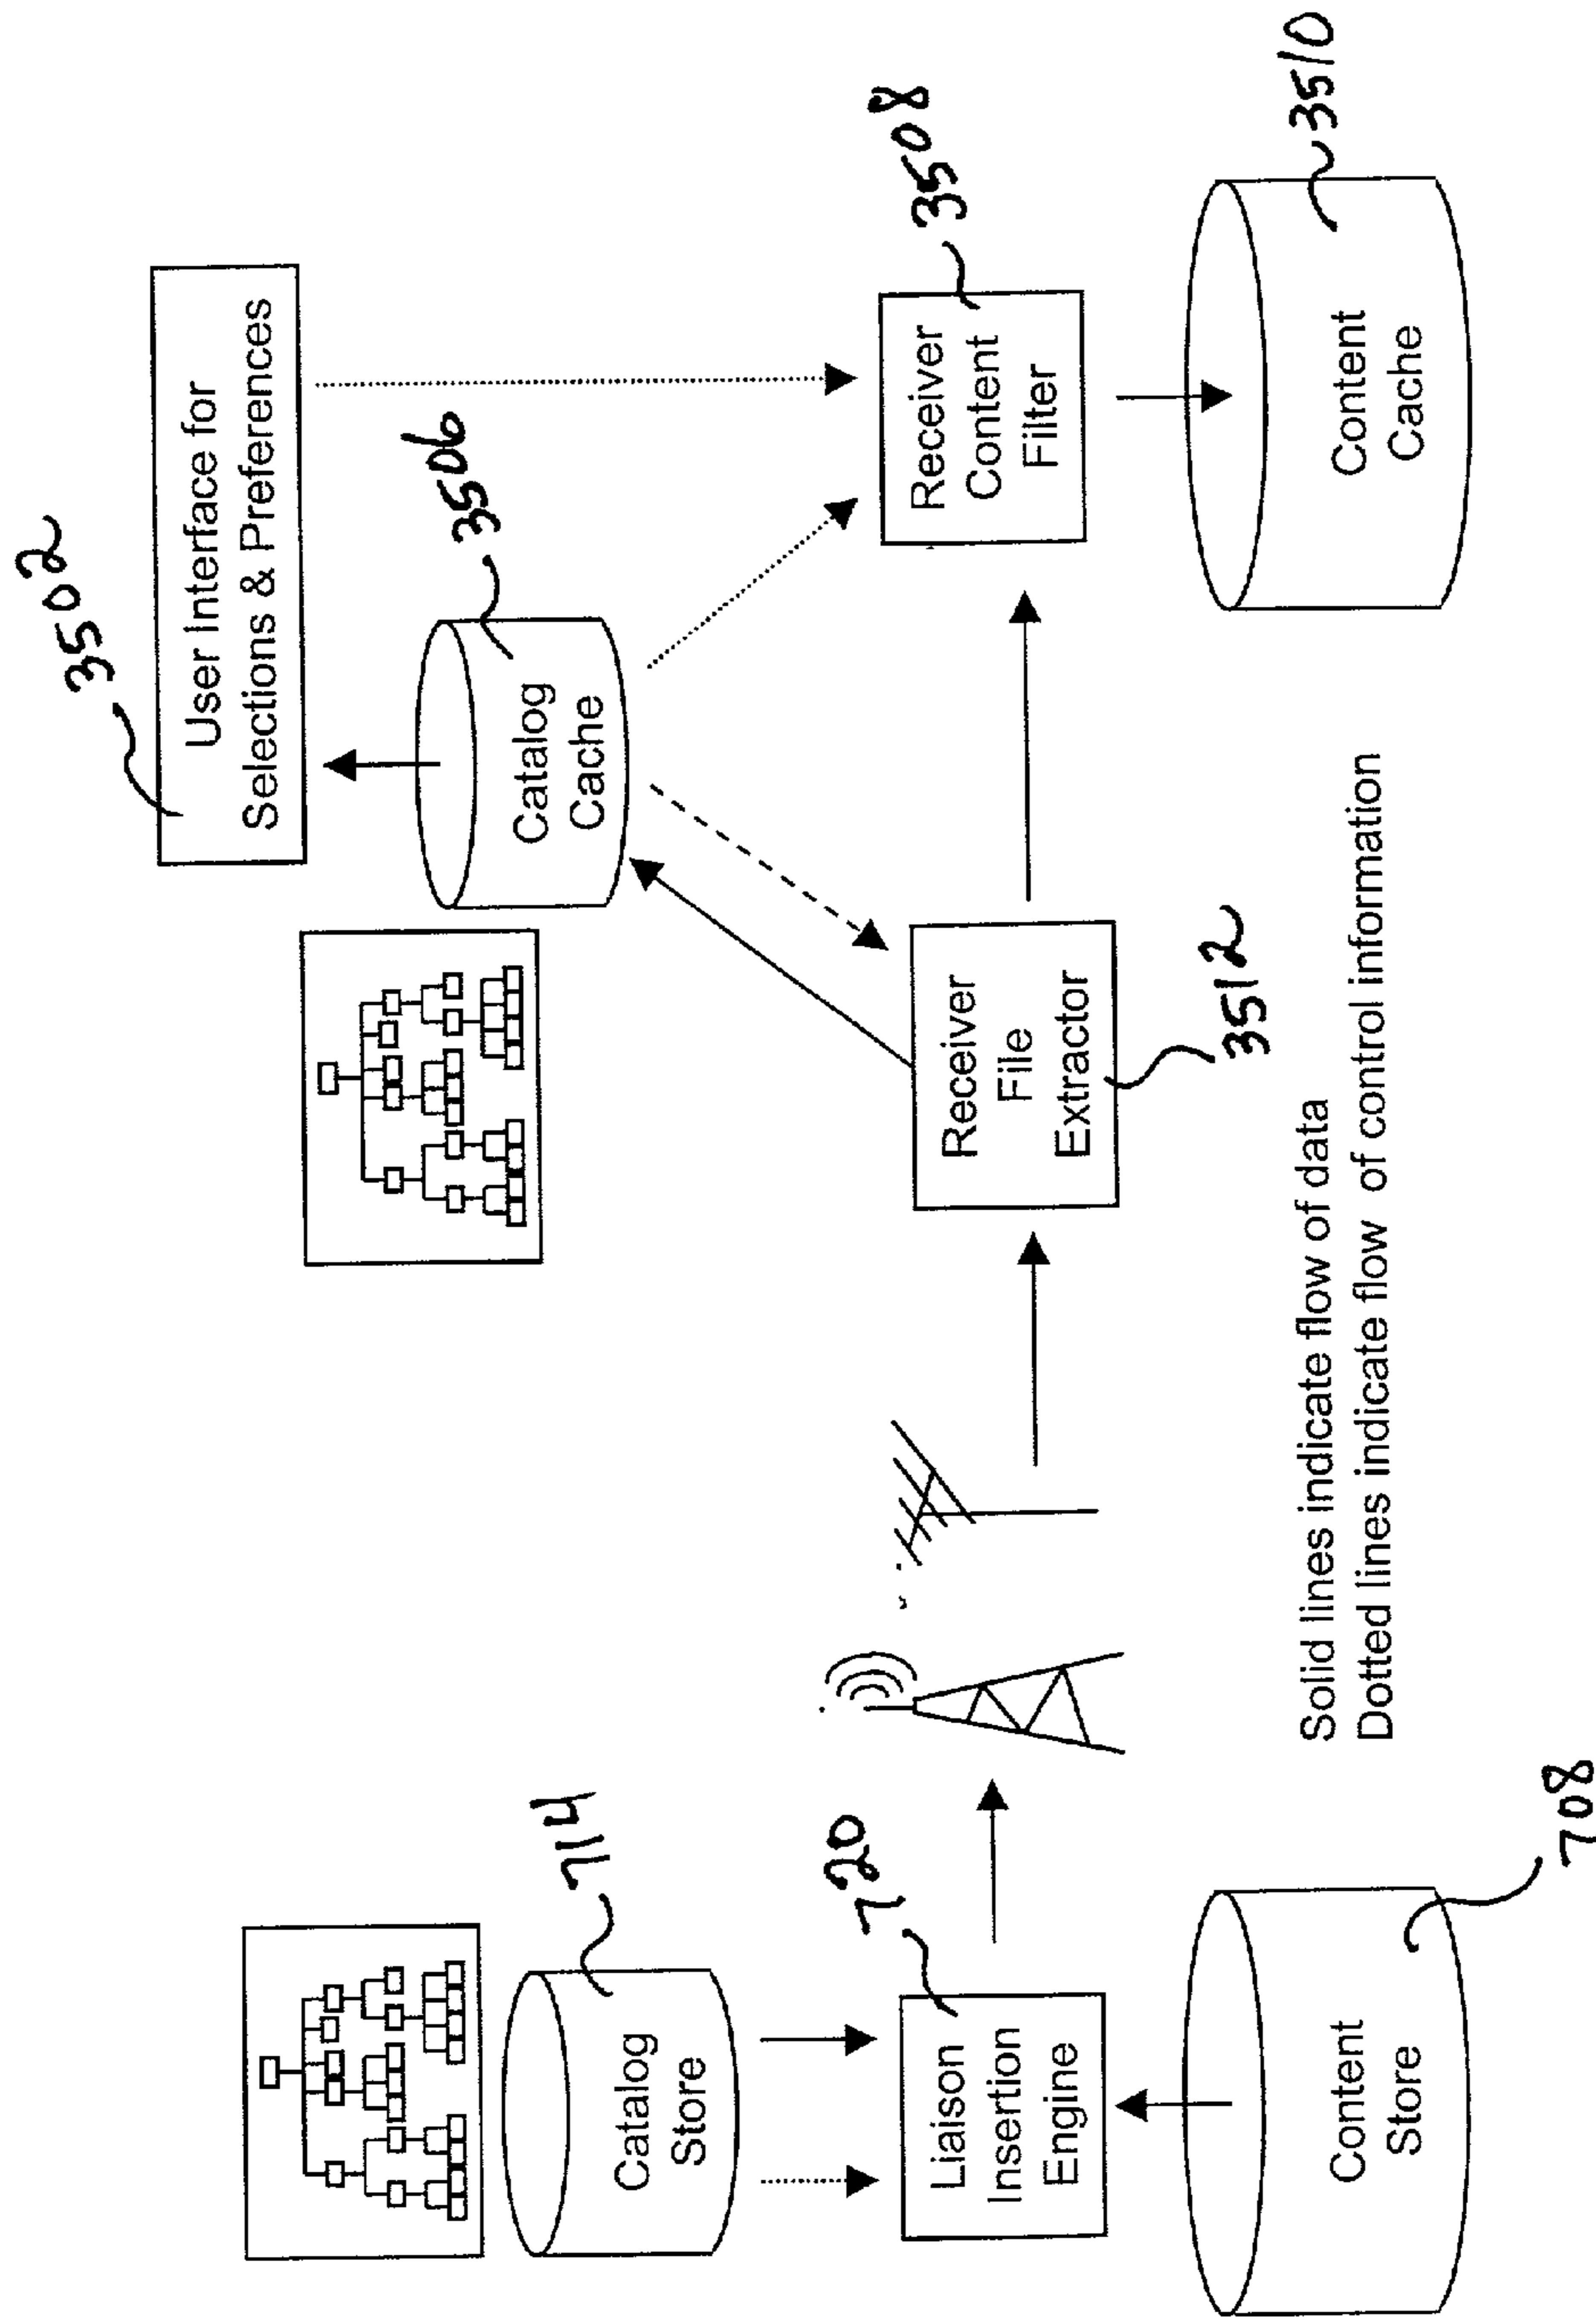 3502
User Interface for
Selections & Preferences
3506
Catalog
Cache
714
Catalog
Store
720
Liaison
Insertion
Engine
Receiver
File
Extractor
3512
3508
Receiver
Content
Filter
Content
Store
708
3510
Content
Cache
Solid lines indicate flow of data
Dotted lines indicate flow of control information